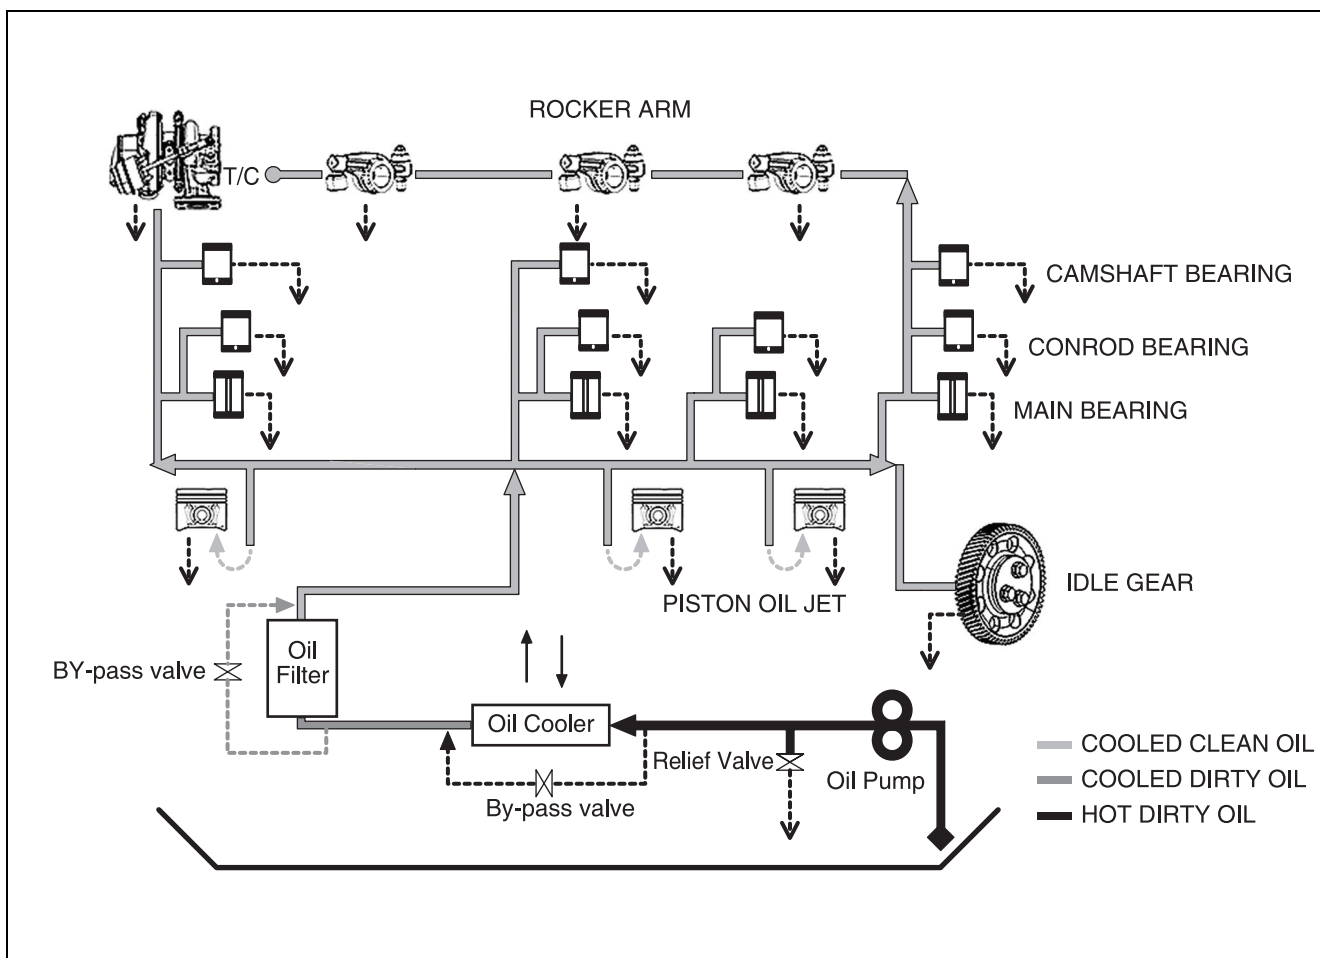 ROCKER ARM
T/C
CAMSHAFT BEARING
CONROD BEARING
MAIN BEARING
PISTON OIL JET
IDLE GEAR
BY-pass valve
Oil
Filter
Oil Cooler
Relief Valve
Oil Pump
By-pass valve
COOLED CLEAN OIL
COOLED DIRTY OIL
HOT DIRTY OIL